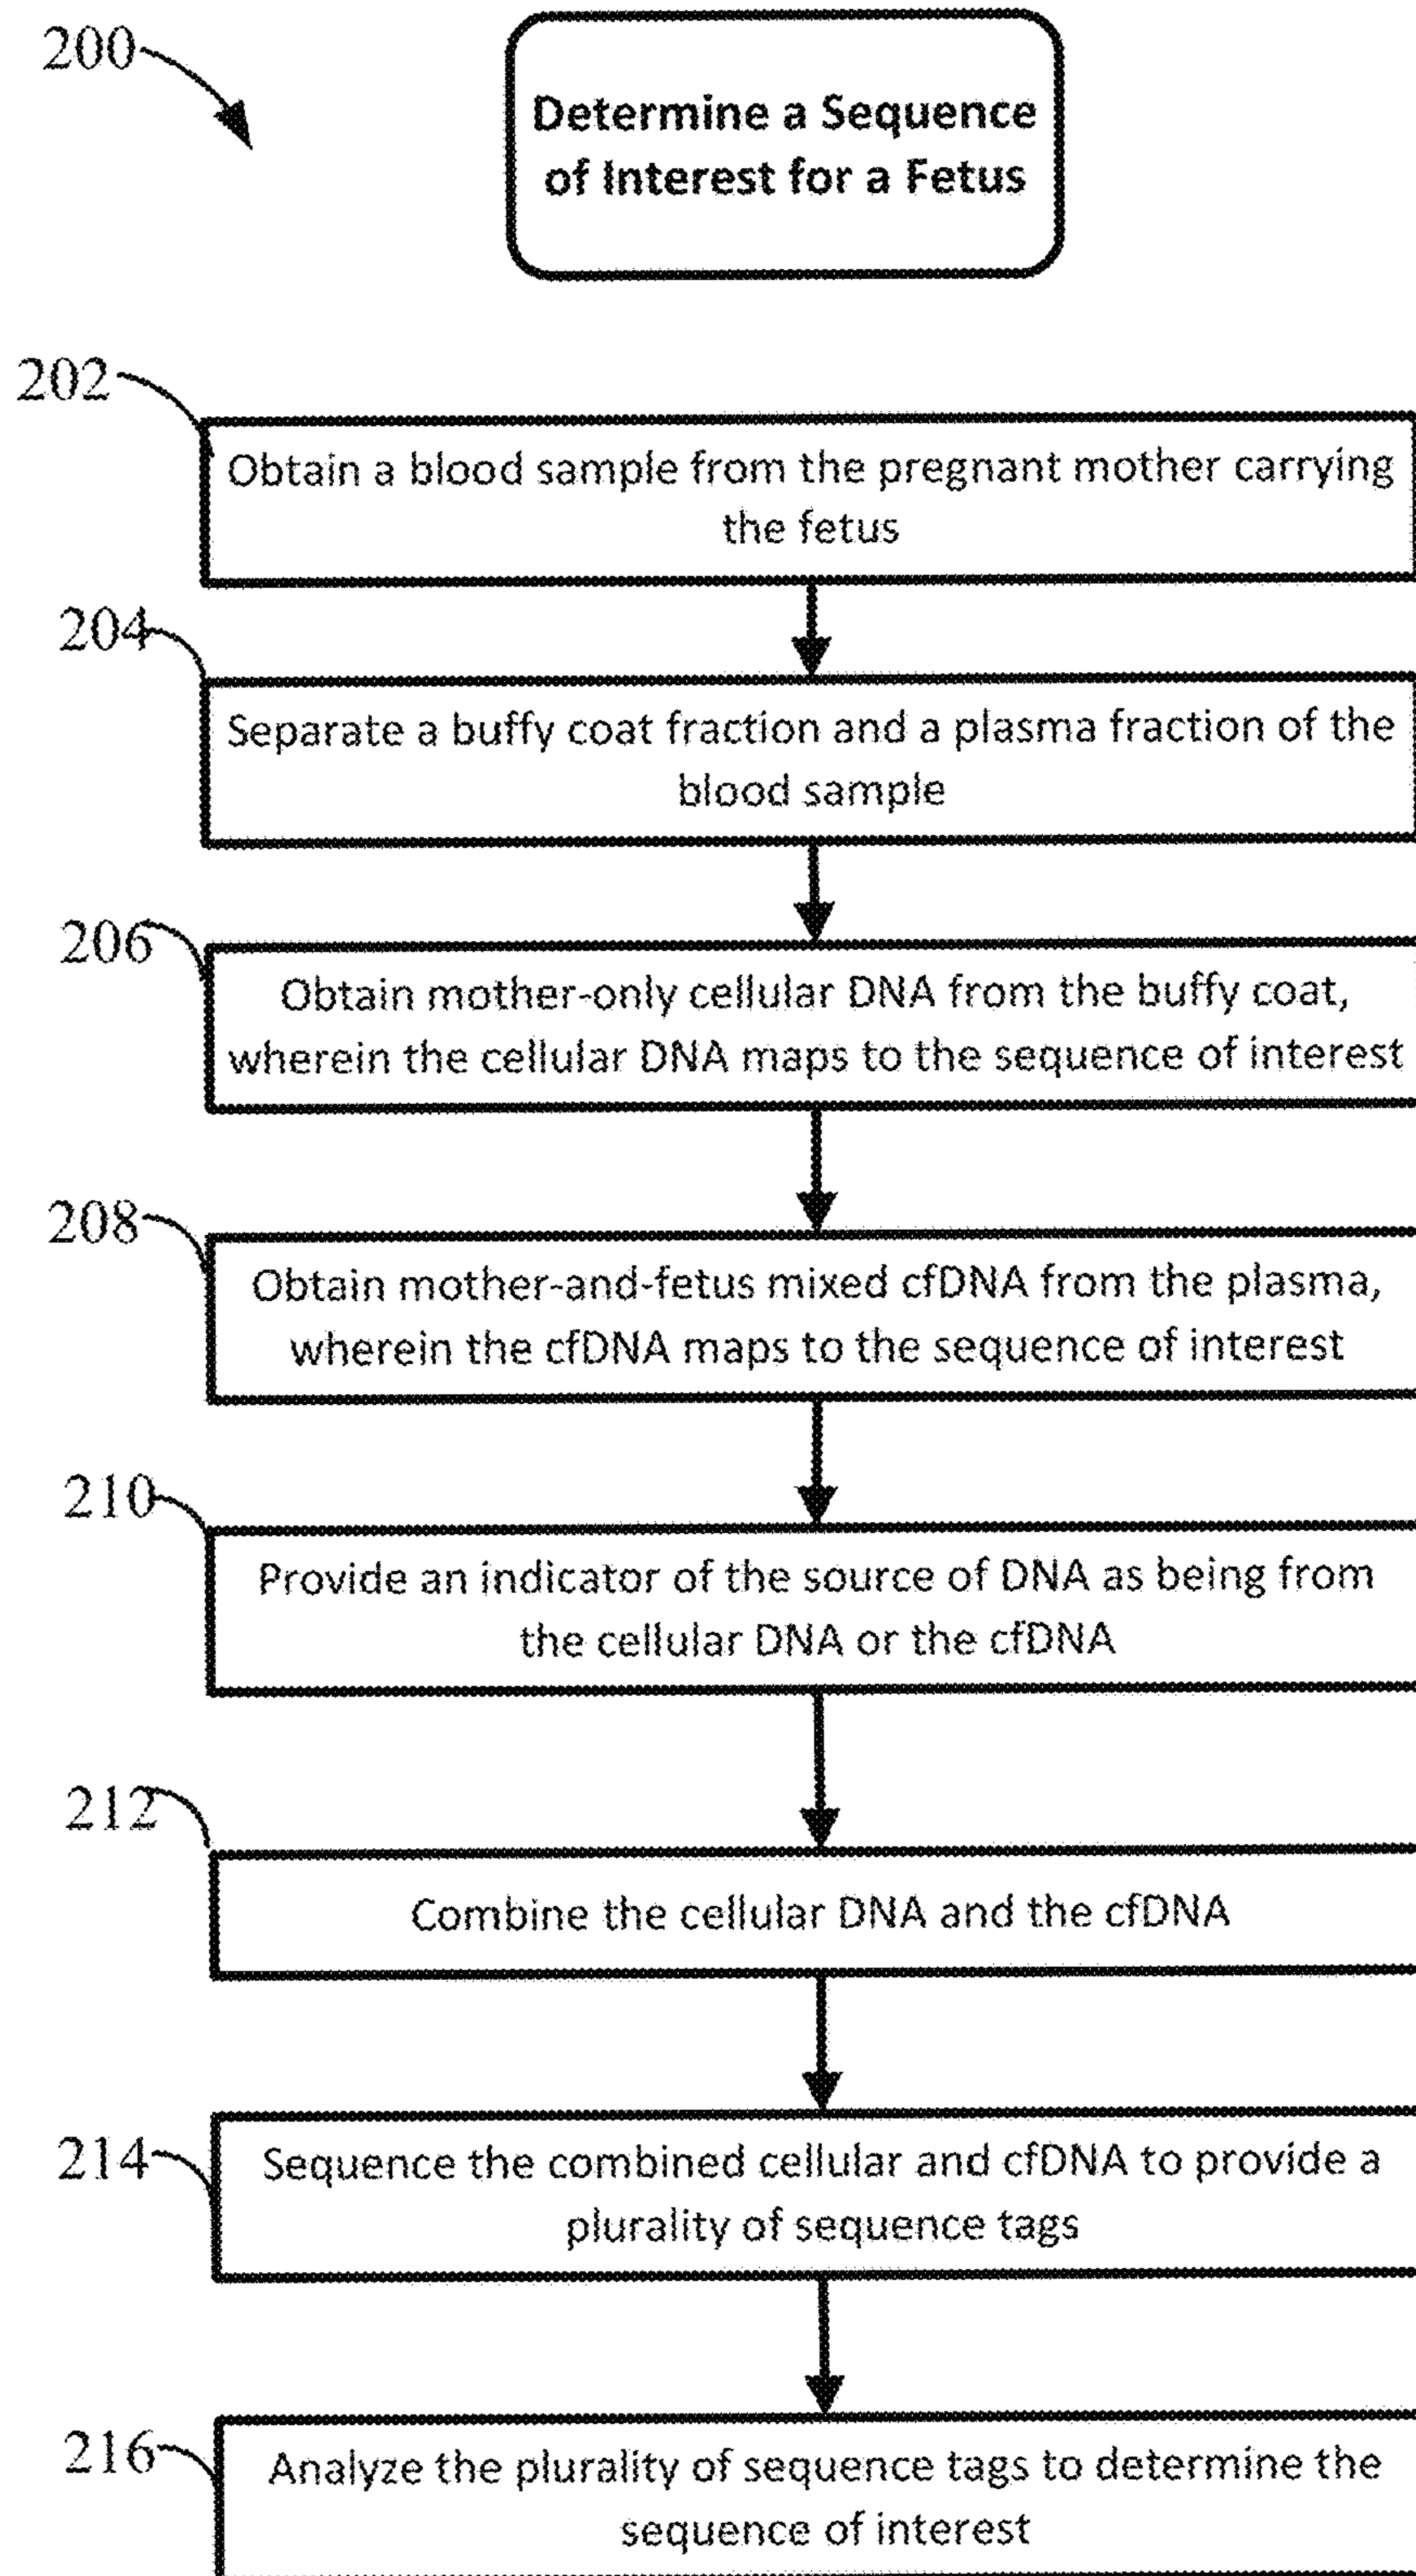 200
Determine a Sequence
of Interest for a Fetus
202
Obtain a blood sample from the pregnant mother carrying
the fetus
204
Separate a buffy coat fraction and a plasma fraction of the
blood sample
206
Obtain mother-only cellular DNA from the buffy coat,
wherein the cellular DNA maps to the sequence of interest
208
Obtain mother-and-fetus mixed cfDNA from the plasma,
wherein the cfDNA maps to the sequence of interest
210
Provide an indicator of the source of DNA as being from
the cellular DNA or the cfDNA
212
Combine the cellular DNA and the cfDNA
214
Sequence the combined cellular and cfDNA to provide a
plurality of sequence tags
216
Analyze the plurality of sequence tags to determine the
sequence of interest